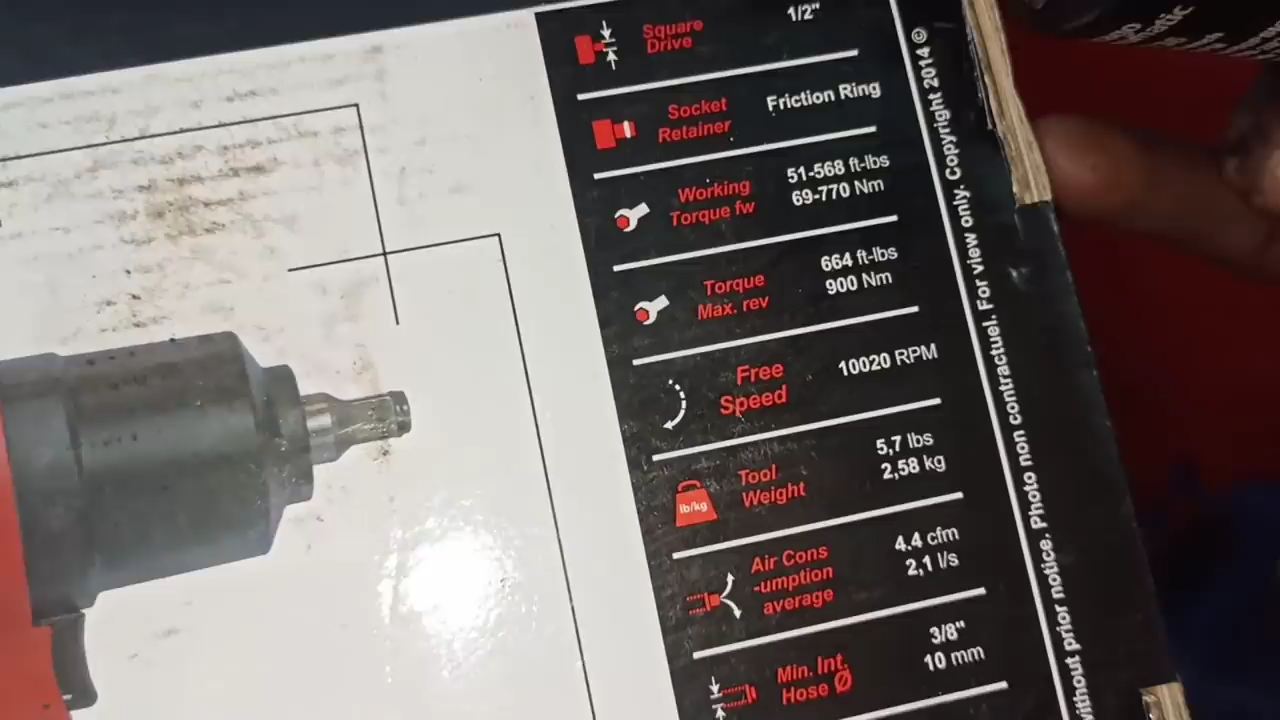 Square
Drive
1/2"
Socket
Retainer
Friction Ring
Working
Torque fw
51-568 ft-lbs
69-770 Nm
Torque
Max. rev
664 ft-lbs
900 Nm
Free
Speed
10020 RPM
lb/kg
Tool
Weight
5,7 lbs
2,58 kg
Air Cons
-umption
average
4.4 cfm
2,1 l/s
Min. Int.
Hose Ø
3/8"
10 mm
without prior notice. Photo non contractuel. For view only. Copyright 2014 ©